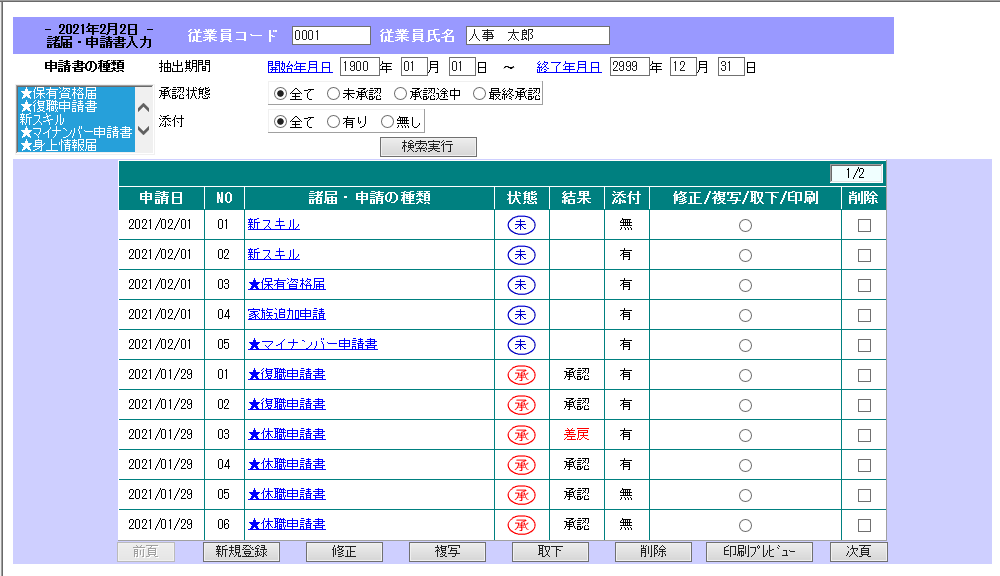 - 2021年2月2日 -
諸届・申請書入力
従業員コード 0001 従業員氏名 人事　太郎
申請書の種類
抽出期間 開始年月日 1900 年 01 月 01 日 ～ 終了年月日 2999 年 12 月 31 日
★保有資格届
★復職申請書
新スキル
★マイナンバー申請書
★身上情報届
承認状態 全て 未承認 承認途中 最終承認
添付 全て 有り 無し
検索実行
1/2
申請日 NO 諸届・申請の種類 状態 結果 添付 修正/複写/取下/印刷 削除
2021/02/01 01 新スキル 未 無
2021/02/01 02 新スキル 未 有
2021/02/01 03 ★保有資格届 未 有
2021/02/01 04 家族追加申請 未 有
2021/02/01 05 ★マイナンバー申請書 未 有
2021/01/29 01 ★復職申請書 承 承認 有
2021/01/29 02 ★復職申請書 承 承認 有
2021/01/29 03 ★休職申請書 承 差戻 有
2021/01/29 04 ★休職申請書 承 承認 有
2021/01/29 05 ★休職申請書 承 承認 無
2021/01/29 06 ★休職申請書 承 承認 無
前頁 新規登録 修正 複写 取下 削除 印刷ﾌﾟﾚﾋﾞｭｰ 次頁